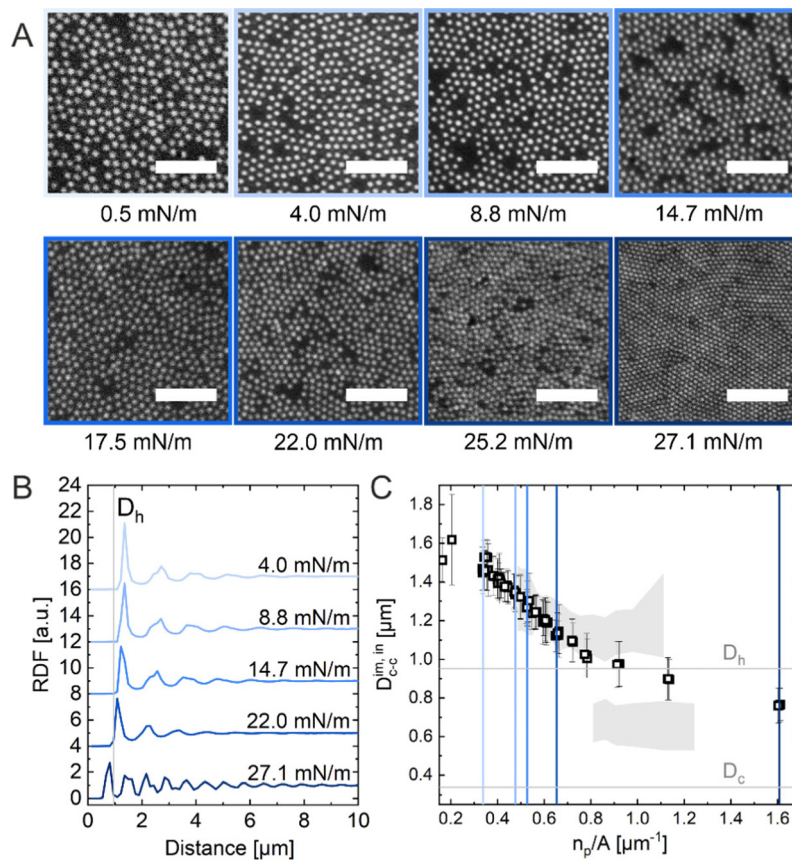 A
0.5 mN/m
4.0 mN/m
8.8 mN/m
14.7 mN/m
17.5 mN/m
22.0 mN/m
25.2 mN/m
27.1 mN/m
B
C
24
22
20
18
16
14
12
10
8
6
4
2
0
RDF [a.u.]
D_h
4.0 mN/m
8.8 mN/m
14.7 mN/m
22.0 mN/m
27.1 mN/m
0 2 4 6 8 10
Distance [µm]
1.8
1.6
1.4
1.2
1.0
0.8
0.6
0.4
D_c-c^im, in [µm]
D_h
D_c
0.2 0.4 0.6 0.8 1.0 1.2 1.4 1.6
n_p/A [µm⁻¹]